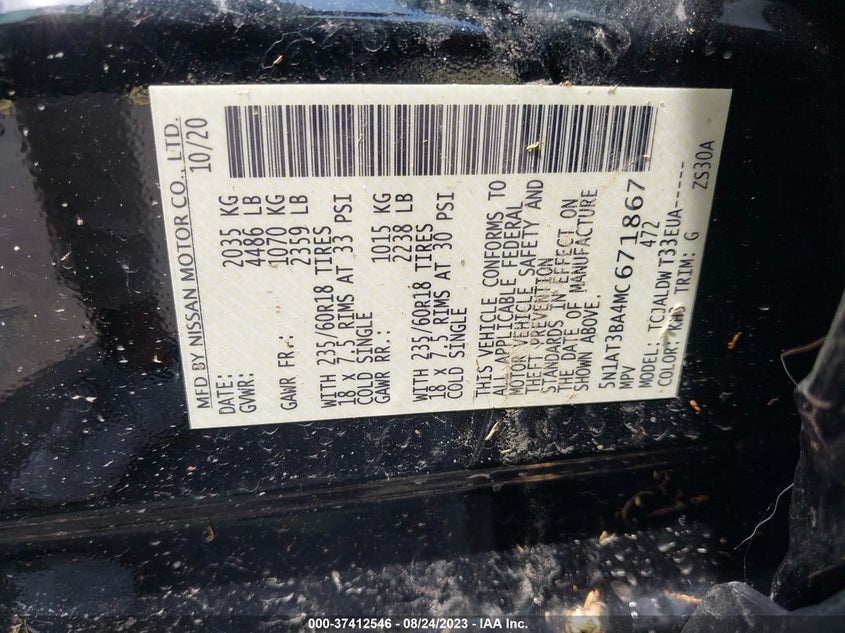 MFD BY NISSAN MOTOR CO., LTD.
DATE: 10/20
GVWR: 2035 KG
4486 LB
GAWR FR.: 1070 KG
2359 LB
WITH 235/60R18 TIRES
18 X 7.5 RIMS AT 33 PSI
COLD SINGLE
GAWR RR.: 1015 KG
2238 LB
WITH 235/60R18 TIRES
18 X 7.5 RIMS AT 30 PSI
COLD SINGLE
THIS VEHICLE CONFORMS TO
ALL APPLICABLE FEDERAL
MOTOR VEHICLE SAFETY AND
THEFT PREVENTION
STANDARDS IN EFFECT ON
THE DATE OF MANUFACTURE
SHOWN ABOVE.
5N1AT3BA4MC671867
MPV 472
MODEL: TCJALDW T33EUA-----
COLOR: KH3 TRIM: G
ZS30A
000-37412546 — 08/24/2023 — IAA Inc.